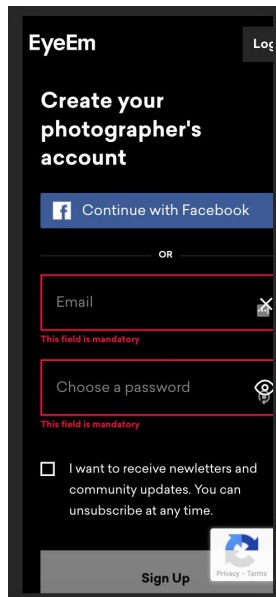 EyeEm
Log
Create your
photographer's
account
Continue with Facebook
OR
Email
This field is mandatory
Choose a password
This field is mandatory
I want to receive newletters and
community updates. You can
unsubscribe at any time.
Sign Up
Privacy - Terms